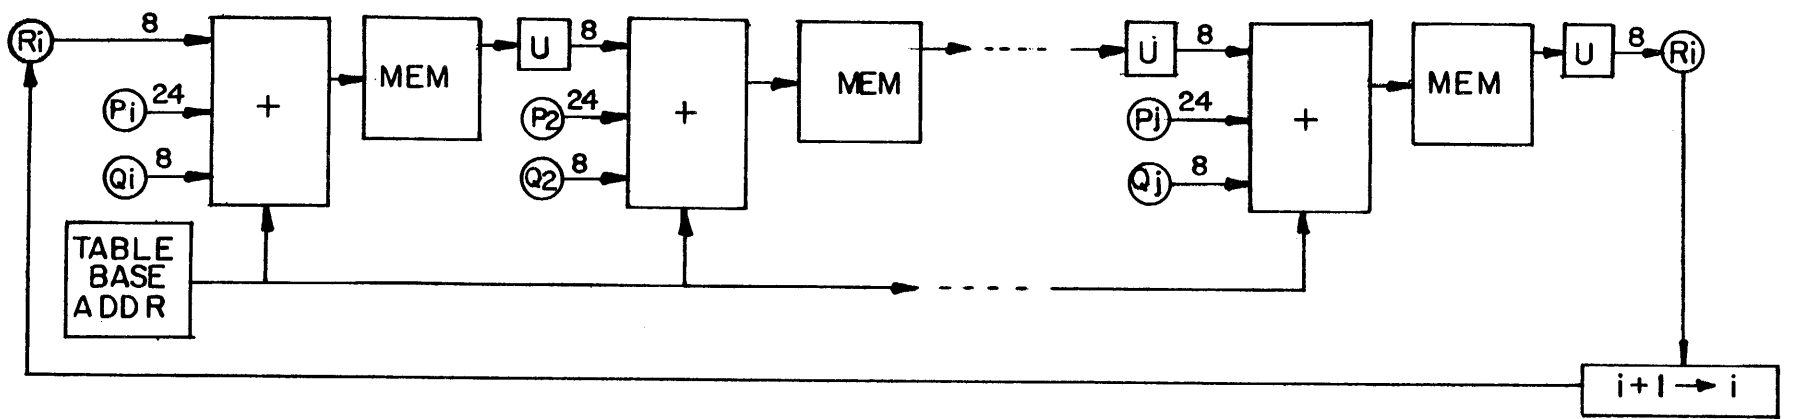 Ri 8 + MEM U 8 + MEM U 8 + MEM U 8 Ri
Pi 24 P2 24 Pj 24
Qi 8 Q2 8 Qj 8
TABLE
BASE
ADDR
i + 1 → i